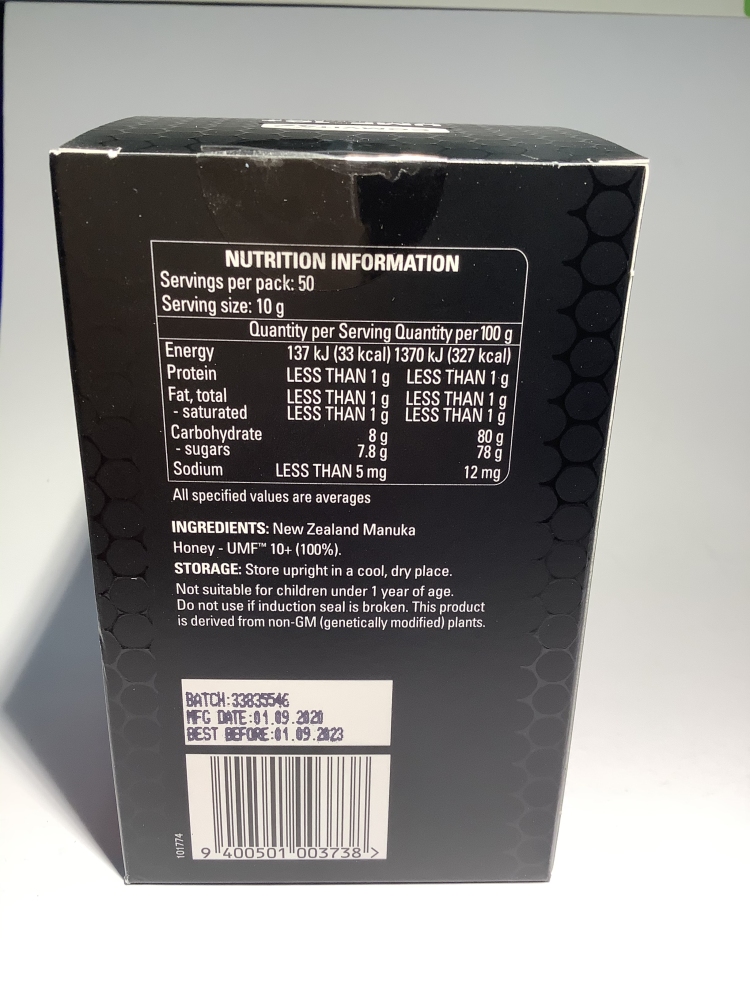 NUTRITION INFORMATION
Servings per pack: 50
Serving size: 10 g
Quantity per Serving Quantity per 100 g
Energy 137 kJ (33 kcal) 1370 kJ (327 kcal)
Protein LESS THAN 1 g LESS THAN 1 g
Fat, total LESS THAN 1 g LESS THAN 1 g
- saturated LESS THAN 1 g LESS THAN 1 g
Carbohydrate 8 g 80 g
- sugars 7.8 g 78 g
Sodium LESS THAN 5 mg 12 mg
All specified values are averages
INGREDIENTS: New Zealand Manuka
Honey - UMF™ 10+ (100%).
STORAGE: Store upright in a cool, dry place.
Not suitable for children under 1 year of age.
Do not use if induction seal is broken. This product
is derived from non-GM (genetically modified) plants.
BATCH:33835546
MFG DATE:01.09.2020
BEST BEFORE:01.09.2023
101774
9 400501 003738 >